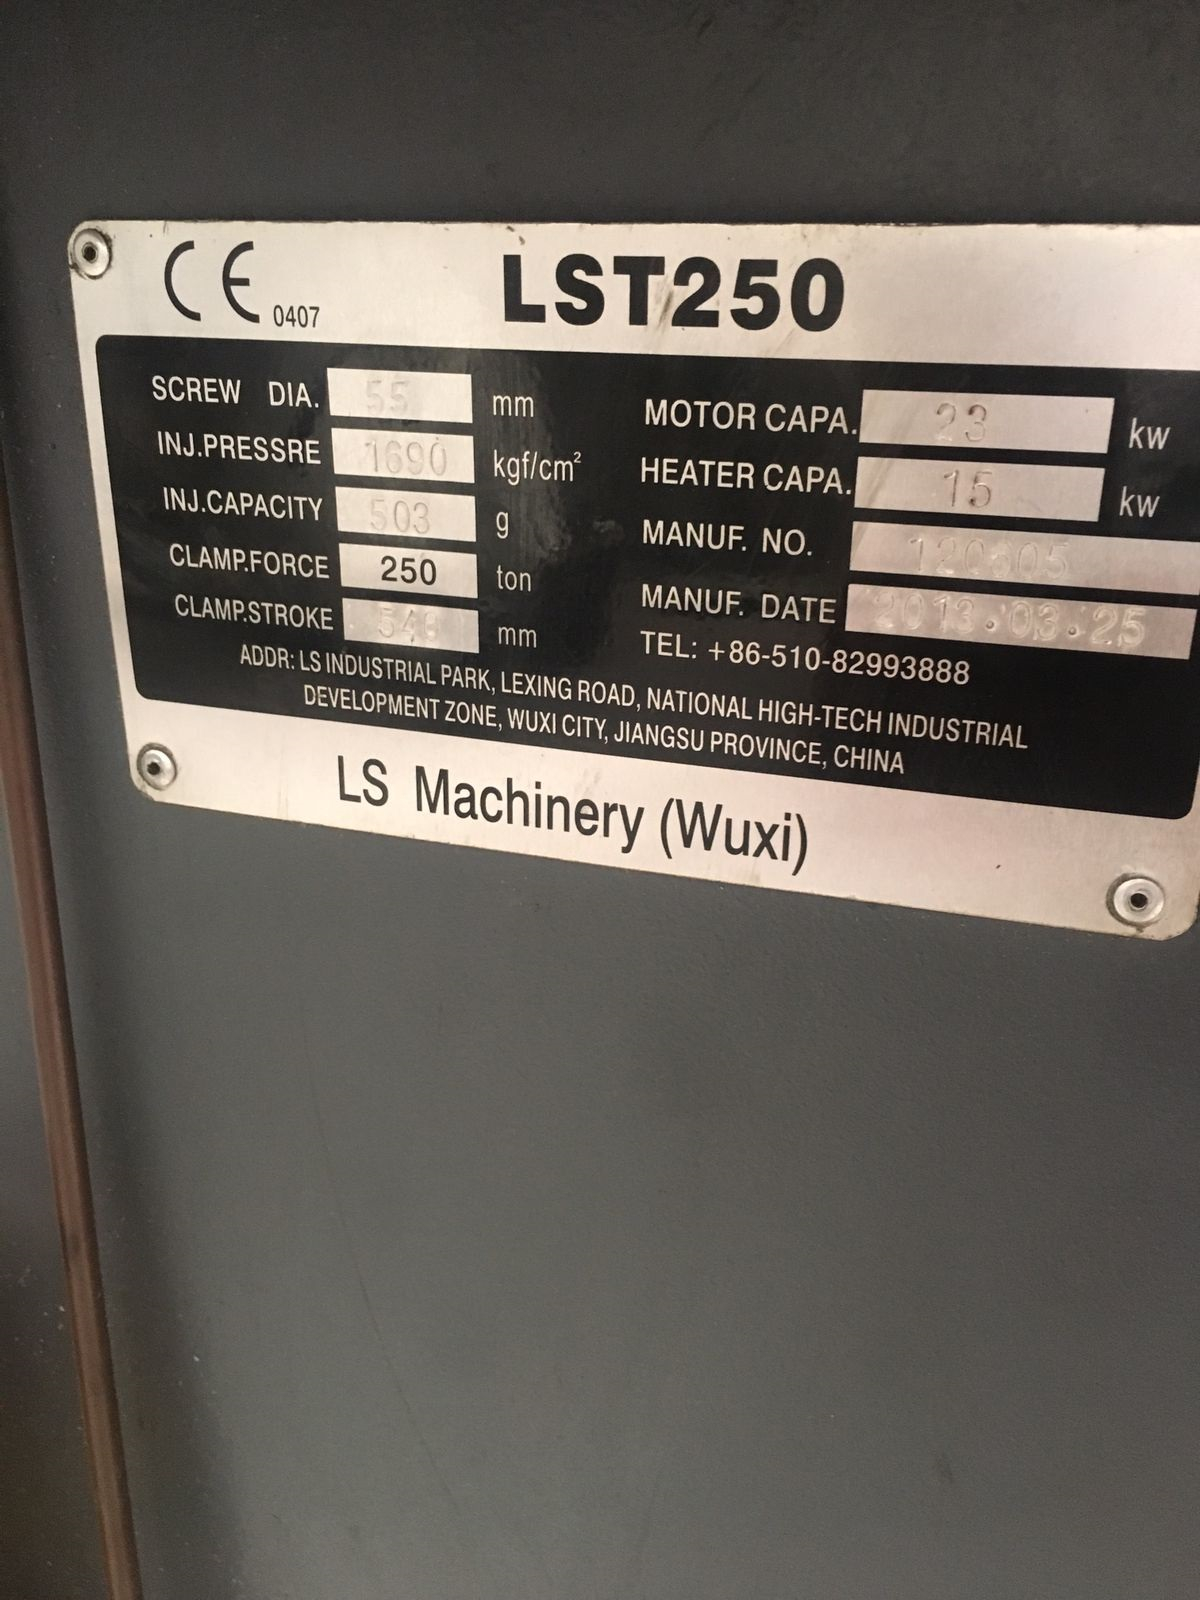 CE 0407 LST250
SCREW DIA. 55 mm
INJ.PRESSRE 1690 kgf/cm²
INJ.CAPACITY 503 g
CLAMP.FORCE 250 ton
CLAMP.STROKE mm
MOTOR CAPA. 23 kw
HEATER CAPA. 15 kw
MANUF. NO.
MANUF. DATE 2013.03.25
TEL: +86-510-82993888
ADDR: LS INDUSTRIAL PARK, LEXING ROAD, NATIONAL HIGH-TECH INDUSTRIAL
DEVELOPMENT ZONE, WUXI CITY, JIANGSU PROVINCE, CHINA
LS Machinery (Wuxi)